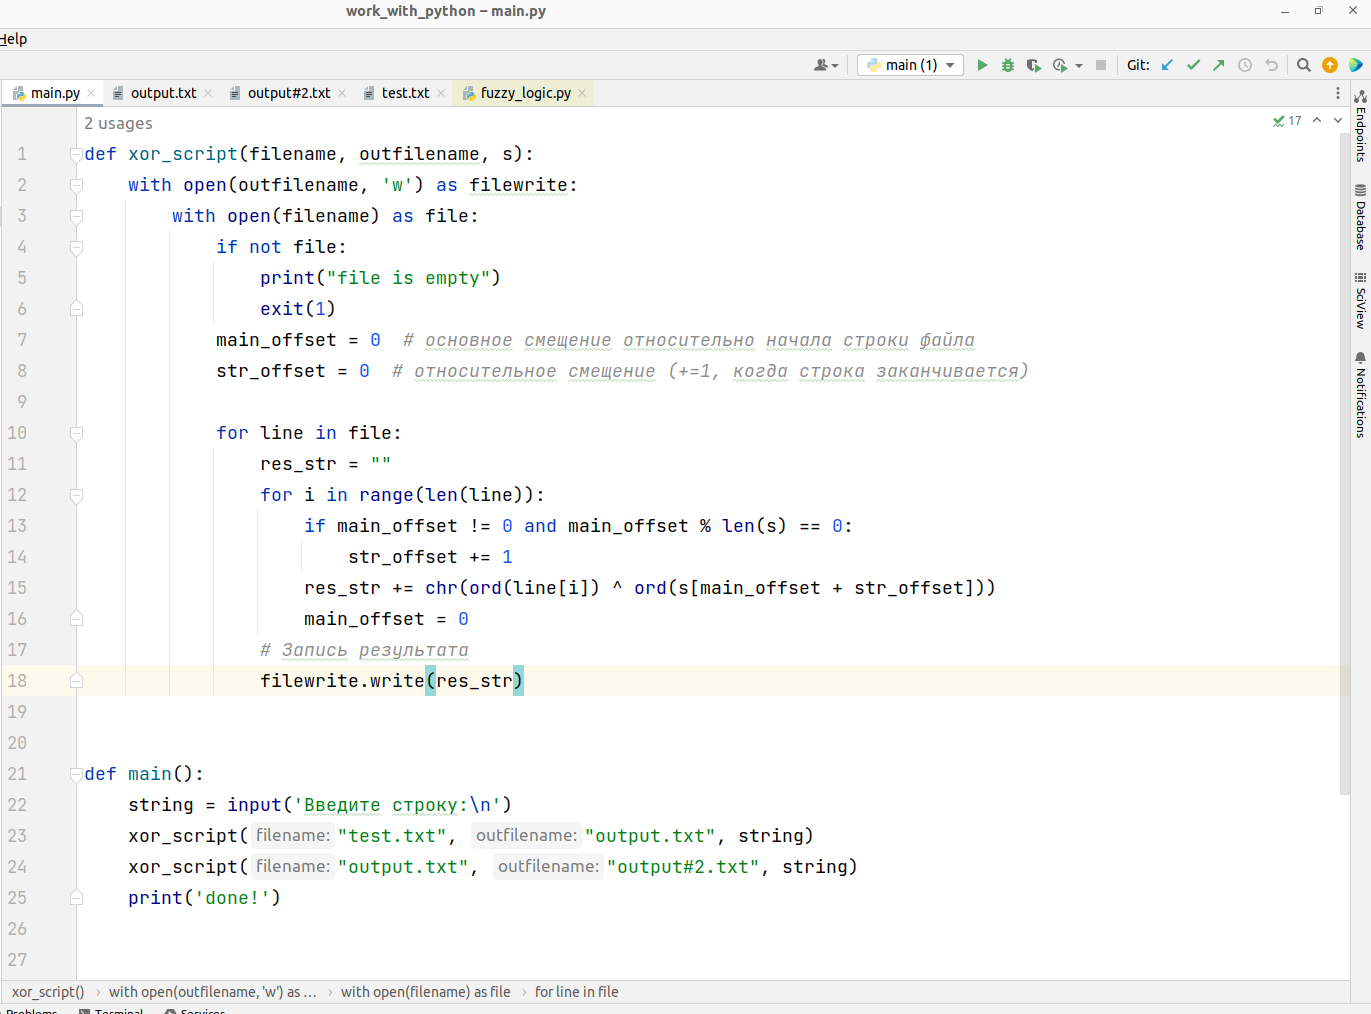 work_with_python – main.py
Help
main (1)
Git:
main.py
output.txt
output#2.txt
test.txt
fuzzy_logic.py
2 usages
17
1 def xor_script(filename, outfilename, s):
2 with open(outfilename, 'w') as filewrite:
3 with open(filename) as file:
4 if not file:
5 print("file is empty")
6 exit(1)
7 main_offset = 0 # основное смещение относительно начала строки файла
8 str_offset = 0 # относительное смещение (+=1, когда строка заканчивается)
9
10 for line in file:
11 res_str = ""
12 for i in range(len(line)):
13 if main_offset != 0 and main_offset % len(s) == 0:
14 str_offset += 1
15 res_str += chr(ord(line[i]) ^ ord(s[main_offset + str_offset]))
16 main_offset = 0
17 # Запись результата
18 filewrite.write(res_str)
19
20
21 def main():
22 string = input('Введите строку:\n')
23 xor_script( filename: "test.txt", outfilename: "output.txt", string)
24 xor_script( filename: "output.txt", outfilename: "output#2.txt", string)
25 print('done!')
26
27
Endpoints
Database
SciView
Notifications
xor_script() › with open(outfilename, 'w') as ... › with open(filename) as file › for line in file
Problems Terminal Services